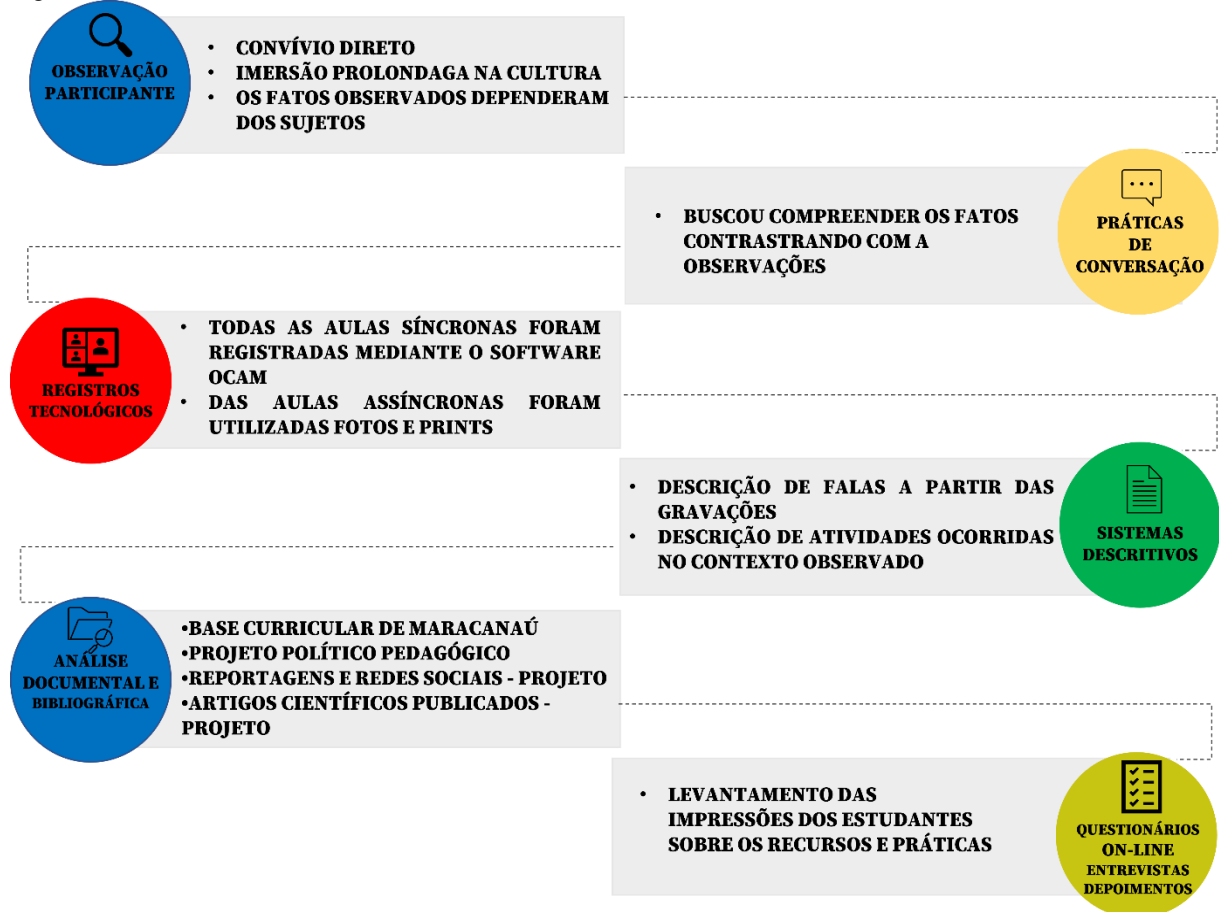 OBSERVAÇÃO
PARTICIPANTE
• CONVÍVIO DIRETO
• IMERSÃO PROLONDAGA NA CULTURA
• OS FATOS OBSERVADOS DEPENDERAM
DOS SUJETOS
• BUSCOU COMPREENDER OS FATOS
CONTRASTRANDO COM A
OBSERVAÇÕES
PRÁTICAS
DE
CONVERSAÇÃO
REGISTROS
TECNOLÓGICOS
• TODAS AS AULAS SÍNCRONAS FORAM
REGISTRADAS MEDIANTE O SOFTWARE
OCAM
• DAS AULAS ASSÍNCRONAS FORAM
UTILIZADAS FOTOS E PRINTS
• DESCRIÇÃO DE FALAS A PARTIR DAS
GRAVAÇÕES
• DESCRIÇÃO DE ATIVIDADES OCORRIDAS
NO CONTEXTO OBSERVADO
SISTEMAS
DESCRITIVOS
ANÁLISE
DOCUMENTAL E
BIBLIOGRÁFICA
•BASE CURRICULAR DE MARACANAÚ
•PROJETO POLÍTICO PEDAGÓGICO
•REPORTAGENS E REDES SOCIAIS - PROJETO
•ARTIGOS CIENTÍFICOS PUBLICADOS -
PROJETO
• LEVANTAMENTO DAS
IMPRESSÕES DOS ESTUDANTES
SOBRE OS RECURSOS E PRÁTICAS
QUESTIONÁRIOS
ON-LINE
ENTREVISTAS
DEPOIMENTOS